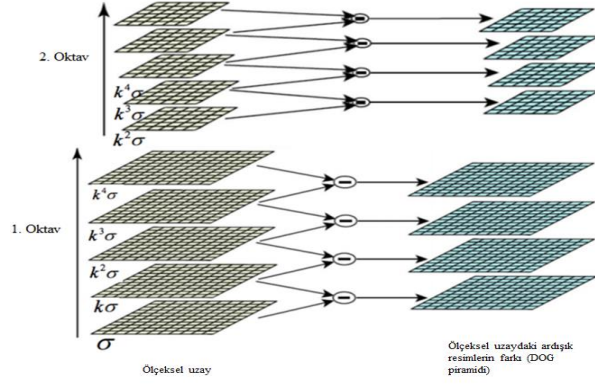 2. Oktav
k⁴σ
k³σ
k²σ
1. Oktav
k⁴σ
k³σ
k²σ
kσ
σ
Ölçeksel uzay
Ölçeksel uzaydaki ardışık
resimlerin farkı (DOG
piramidi)